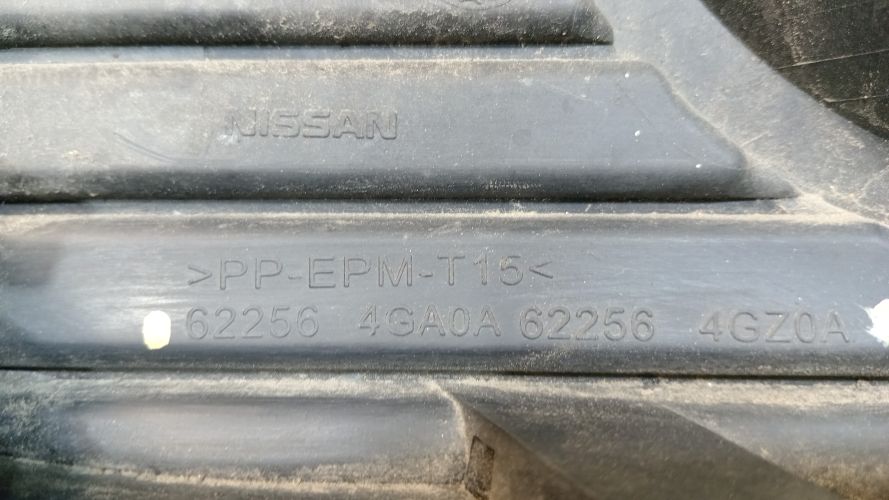 NISSAN
>PP-EPM-T15<
62256 4GA0A 62256 4GZ0A